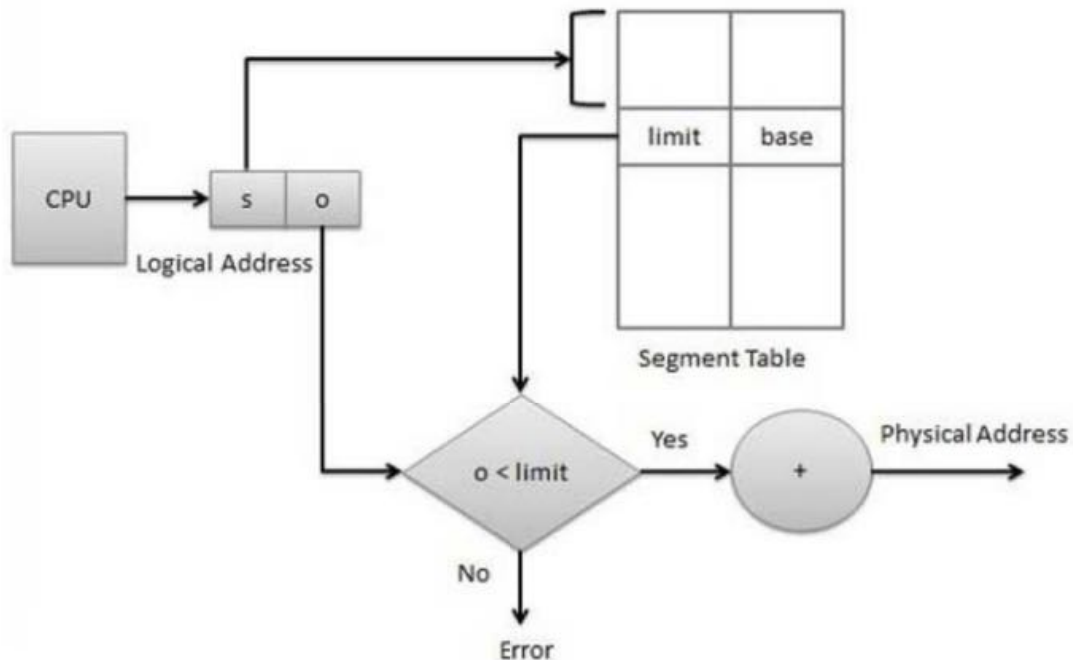 limit base
CPU
s o
Logical Address
Segment Table
o < limit
Yes
+
Physical Address
No
Error